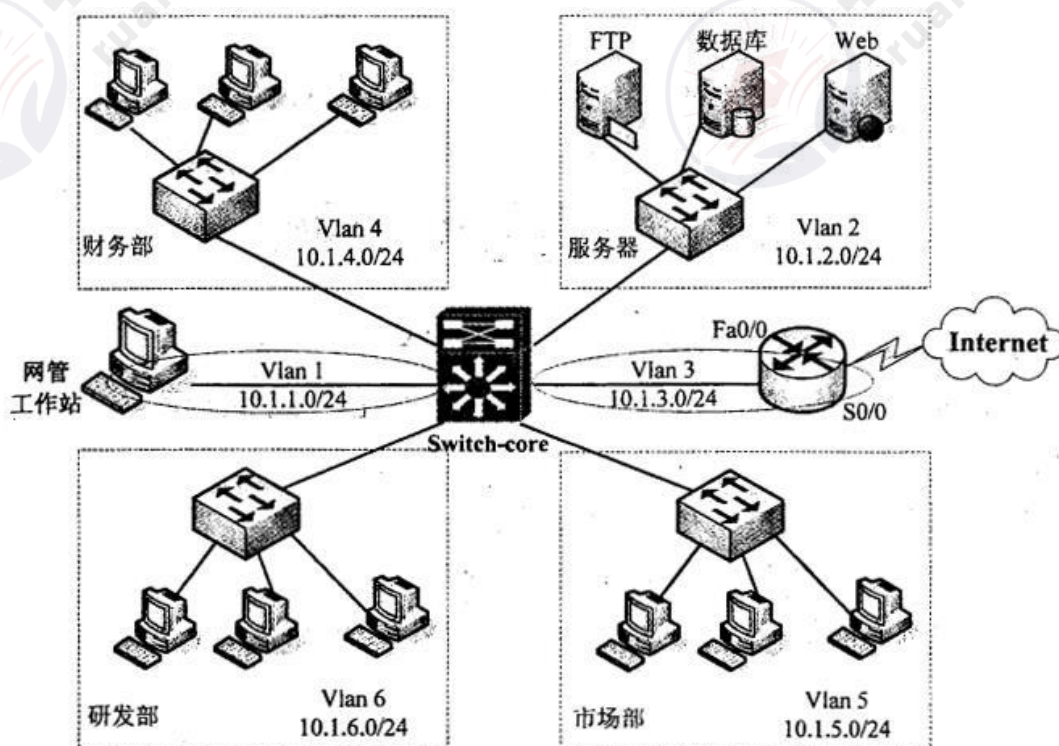 FTP
数据库
Web
财务部
Vlan 4
10.1.4.0/24
服务器
Vlan 2
10.1.2.0/24
网管
工作站
Vlan 1
10.1.1.0/24
Switch-core
Vlan 3
10.1.3.0/24
Fa0/0
S0/0
Internet
研发部
Vlan 6
10.1.6.0/24
市场部
Vlan 5
10.1.5.0/24